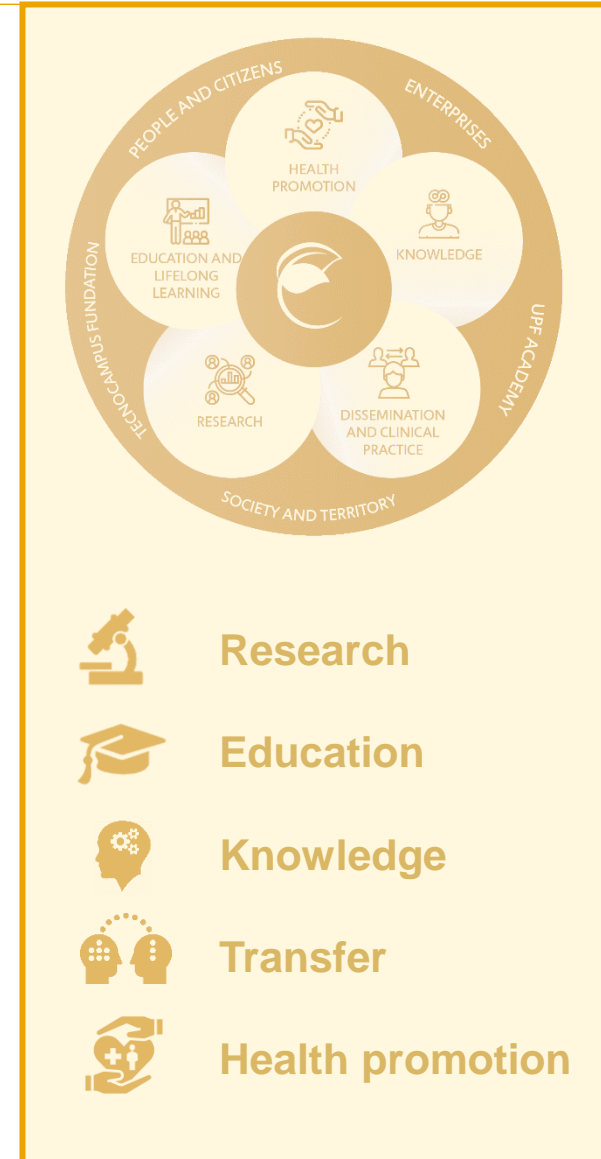 PEOPLE AND CITIZENS
ENTERPRISES
HEALTH
PROMOTION
EDUCATION AND
LIFELONG
LEARNING
KNOWLEDGE
TECNOCAMPUS FUNDATION
UPF ACADEMY
RESEARCH
DISSEMINATION
AND CLINICAL
PRACTICE
SOCIETY AND TERRITORY
Research
Education
Knowledge
Transfer
Health promotion